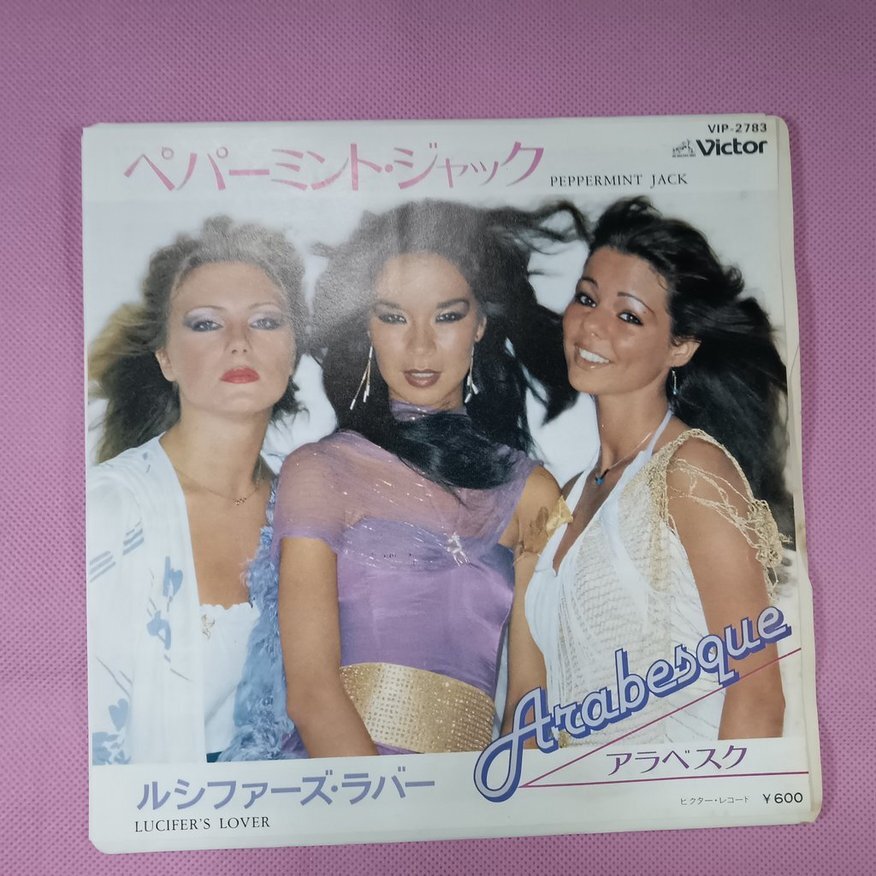 VIP-2783
Victor
ペパーミント・ジャック
PEPPERMINT JACK
Arabesque
アラベスク
ルシファーズ・ラバー
LUCIFER'S LOVER
ビクター・レコード ￥600